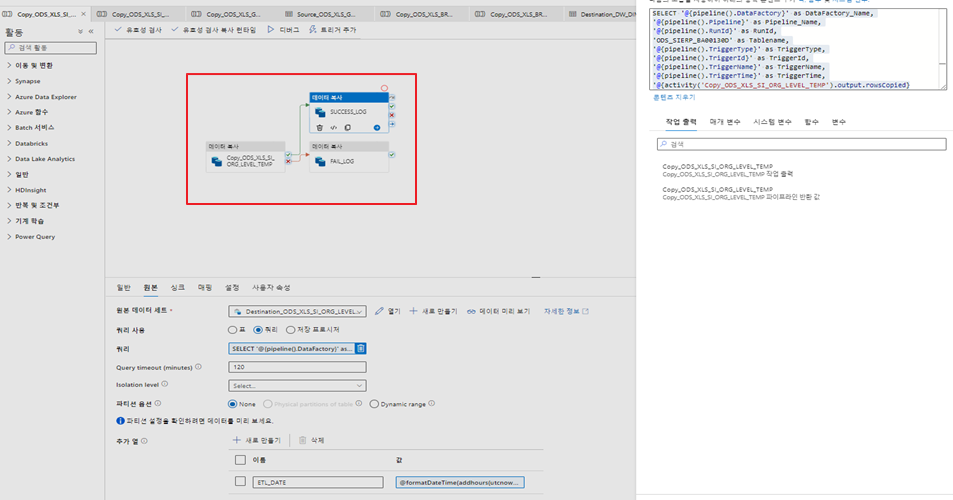 Copy_ODS_XLS_SI_... ×
Copy_ODS_XLS_SI_...
Copy_ODS_XLS_G...
Source_ODS_XLS_G...
Copy_ODS_XLS_BR...
Copy_ODS_XLS_BR...
Destination_DW_DIM
활동
검색 활동
이동 및 변환
Synapse
Azure Data Explorer
Azure 함수
Batch 서비스
Databricks
Data Lake Analytics
일반
HDInsight
반복 및 조건부
기계 학습
Power Query
유효성 검사
유효성 검사 복사 런타임
디버그
트리거 추가
데이터 복사
SUCCESS_LOG
데이터 복사
Copy_ODS_XLS_SI_
ORG_LEVEL_TEMP
데이터 복사
FAIL_LOG
일반
원본
싱크
매핑
설정
사용자 속성
원본 데이터 세트 *
Destination_ODS_XLS_SI_ORG_LEVEL...
열기
새로 만들기
데이터 미리 보기
자세한 정보
쿼리 사용
표
쿼리
저장 프로시저
쿼리
SELECT '@{pipeline().DataFactory}' as...
Query timeout (minutes)
120
Isolation level
Select...
파티션 옵션
None
Physical partitions of table
Dynamic range
파티션 설정을 확인하려면 데이터를 미리 보세요.
추가 열
새로 만들기
삭제
이름
값
ETL_DATE
@formatDateTime(addhours(utcnow...
SELECT '@{pipeline().DataFactory}' as DataFactory_Name,
'@{pipeline().Pipeline}' as Pipeline_Name,
'@{pipeline().RunId}' as RunId,
'ODS_SIERP_BA00130D' as Tablename,
'@{pipeline().TriggerType}' as TriggerType,
'@{pipeline().TriggerId}' as TriggerId,
'@{pipeline().TriggerName}' as TriggerName,
'@{pipeline().TriggerTime}' as TriggerTime,
'@{activity('Copy_ODS_XLS_SI_ORG_LEVEL_TEMP').output.rowsCopied}
콘텐츠 지우기
작업 출력
매개 변수
시스템 변수
함수
변수
검색
Copy_ODS_XLS_SI_ORG_LEVEL_TEMP
Copy_ODS_XLS_SI_ORG_LEVEL_TEMP 작업 출력
Copy_ODS_XLS_SI_ORG_LEVEL_TEMP
Copy_ODS_XLS_SI_ORG_LEVEL_TEMP 파이프라인 반환 값